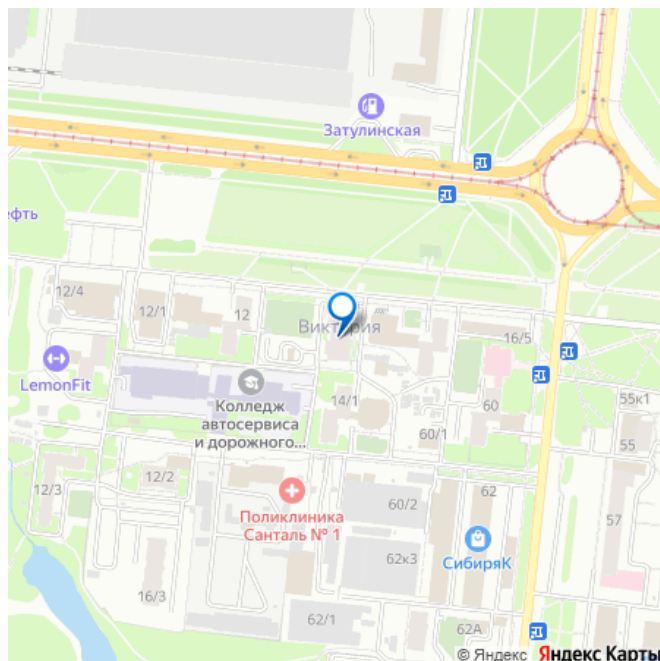 Затулинская
ефть
12/4
12/1
12
Виктория
16/5
LemonFit
Колледж
автосервиса
и дорожного...
14/1
60
60/1
55к1
55
12/3
12/2
Поликлиника
Санталь № 1
60/2
62
57
62к3
СибиряК
16/3
62/1
62А
© Яндекс Яндекс Карты